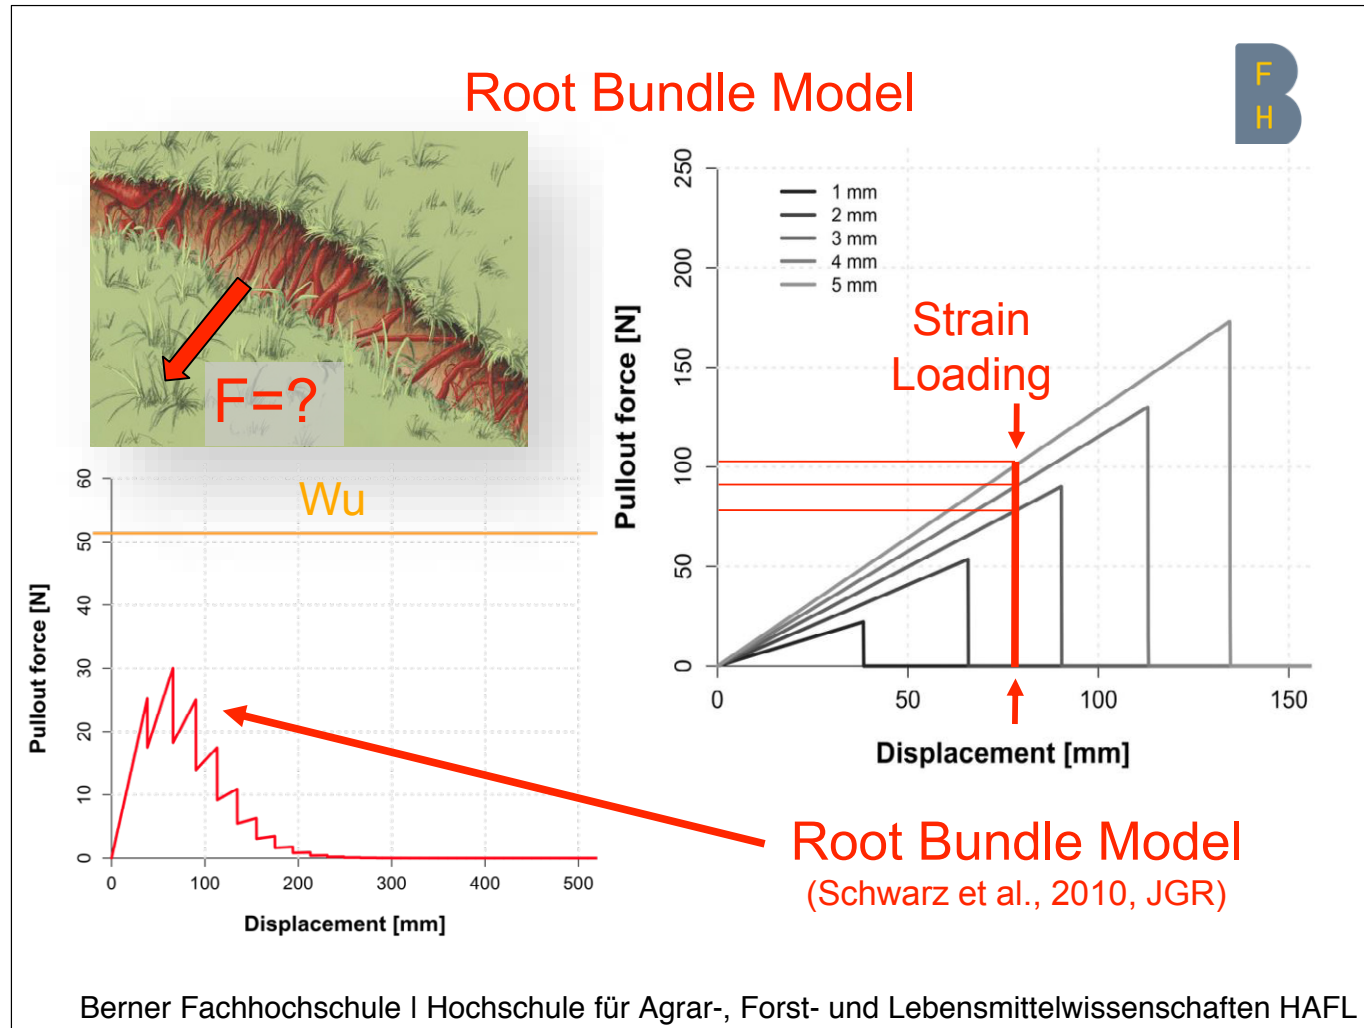 Root Bundle Model
F
H
F=?
Wu
Pullout force [N]
60
50
40
30
20
10
0
0 100 200 300 400 500
Displacement [mm]
Pullout force [N]
250
200
150
100
50
0
1 mm
2 mm
3 mm
4 mm
5 mm
Strain
Loading
0 50 100 150
Displacement [mm]
Root Bundle Model
(Schwarz et al., 2010, JGR)
Berner Fachhochschule | Hochschule für Agrar-, Forst- und Lebensmittelwissenschaften HAFL